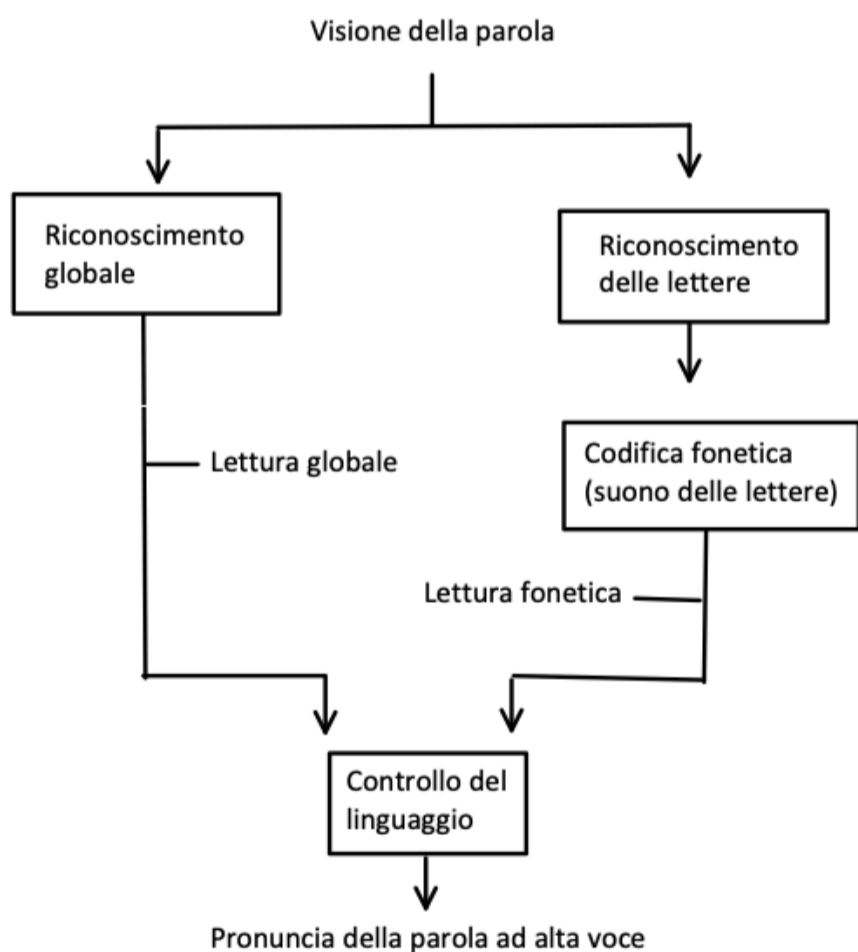 Visione della parola
Riconoscimento
globale
Riconoscimento
delle lettere
Lettura globale
Codifica fonetica
(suono delle lettere)
Lettura fonetica
Controllo del
linguaggio
Pronuncia della parola ad alta voce